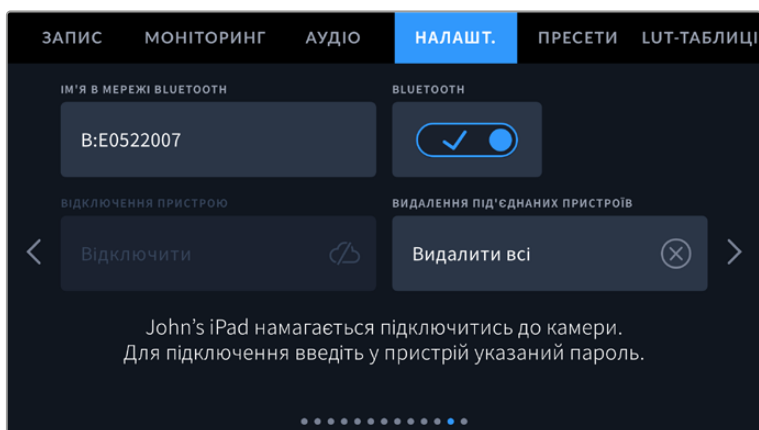 ЗАПИС МОНІТОРИНГ АУДІО НАЛАШТ. ПРЕСЕТИ LUT-ТАБЛИЦІ
ІМ'Я В МЕРЕЖІ BLUETOOTH BLUETOOTH
B:E0522007
ВІДКЛЮЧЕННЯ ПРИСТРОЮ ВИДАЛЕННЯ ПІД'ЄДНАНИХ ПРИСТРОЇВ
Відключити Видалити всі
John’s iPad намагається підключитись до камери.
Для підключення введіть у пристрій указаний пароль.